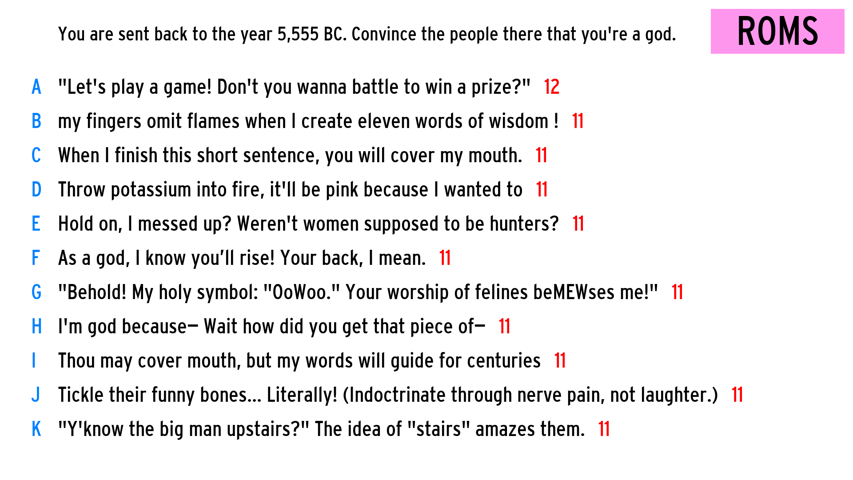 You are sent back to the year 5,555 BC. Convince the people there that you're a god.
ROMS
A "Let's play a game! Don't you wanna battle to win a prize?" 12
B my fingers omit flames when I create eleven words of wisdom ! 11
C When I finish this short sentence, you will cover my mouth. 11
D Throw potassium into fire, it'll be pink because I wanted to 11
E Hold on, I messed up? Weren't women supposed to be hunters? 11
F As a god, I know you’ll rise! Your back, I mean. 11
G "Behold! My holy symbol: "OoWoo." Your worship of felines beMEWses me!" 11
H I'm god because— Wait how did you get that piece of— 11
I Thou may cover mouth, but my words will guide for centuries 11
J Tickle their funny bones... Literally! (Indoctrinate through nerve pain, not laughter.) 11
K "Y'know the big man upstairs?" The idea of "stairs" amazes them. 11